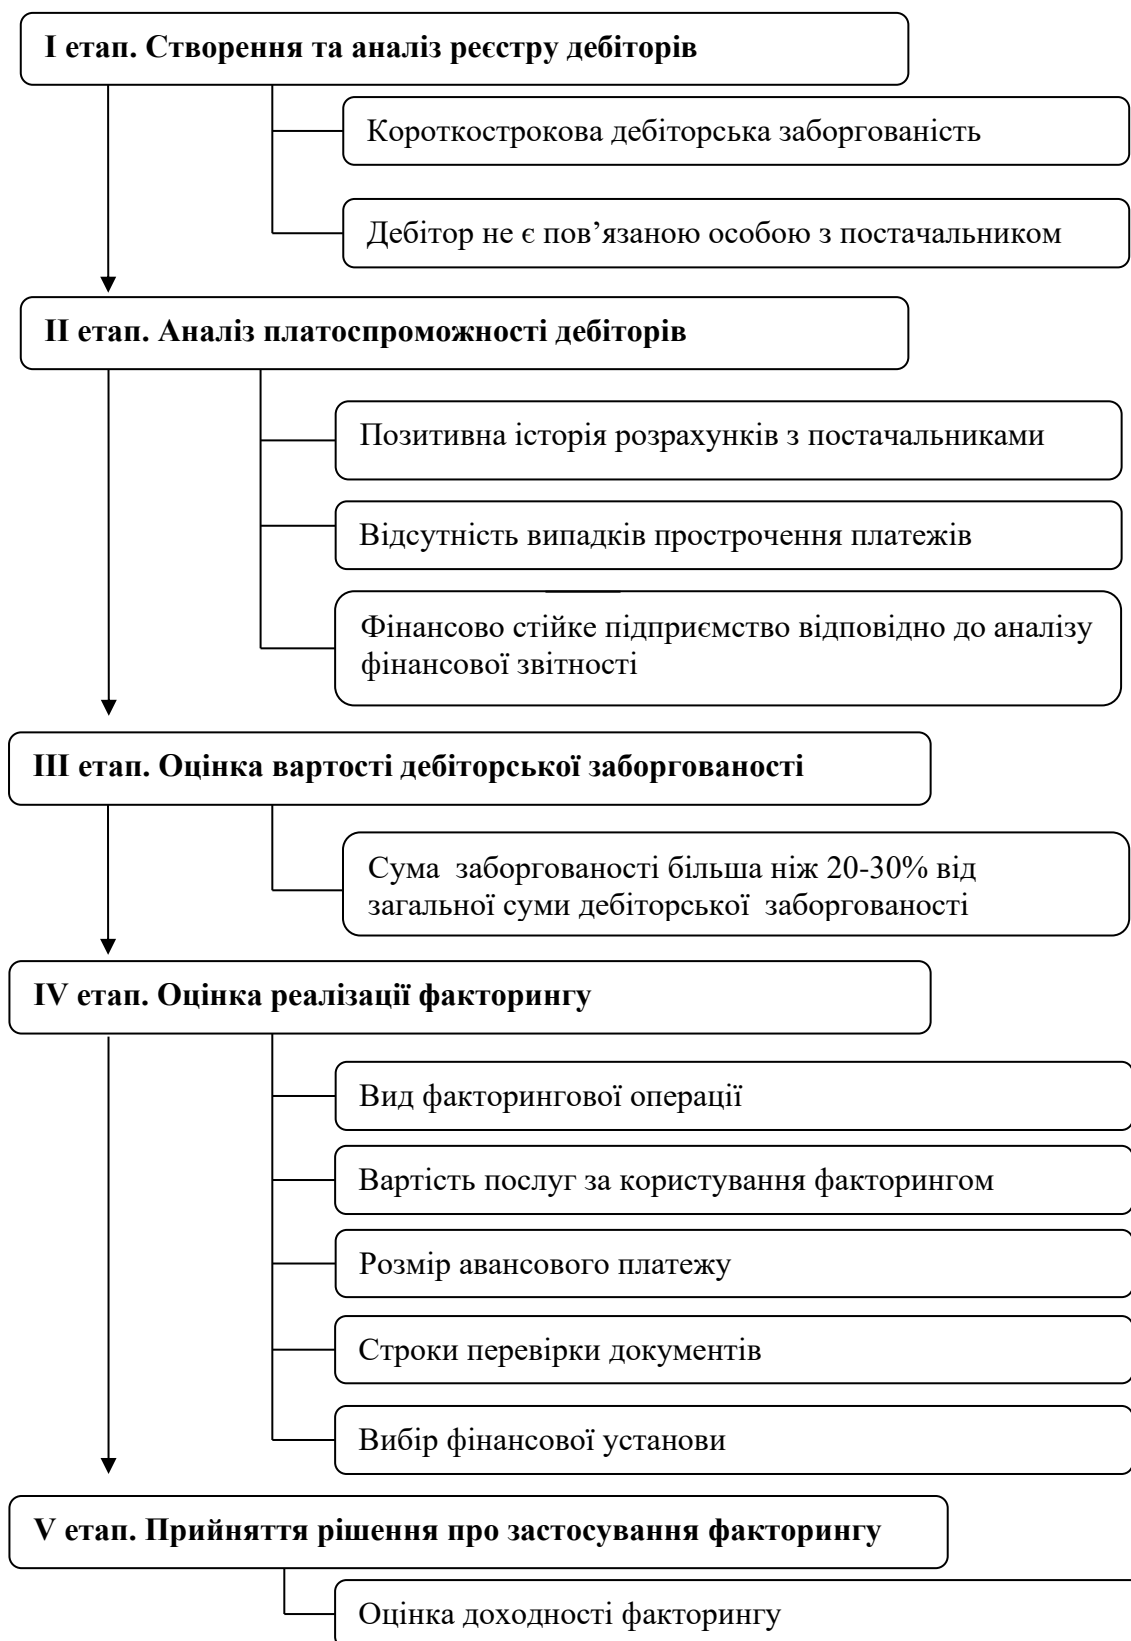 І етап. Створення та аналіз реєстру дебіторів
Короткострокова дебіторська заборгованість
Дебітор не є пов’язаною особою з постачальником
ІІ етап. Аналіз платоспроможності дебіторів
Позитивна історія розрахунків з постачальниками
Відсутність випадків прострочення платежів
Фінансово стійке підприємство відповідно до аналізу
фінансової звітності
ІІІ етап. Оцінка вартості дебіторської заборгованості
Сума заборгованості більша ніж 20-30% від
загальної суми дебіторської заборгованості
IV етап. Оцінка реалізації факторингу
Вид факторингової операції
Вартість послуг за користування факторингом
Розмір авансового платежу
Строки перевірки документів
Вибір фінансової установи
V етап. Прийняття рішення про застосування факторингу
Оцінка доходності факторингу